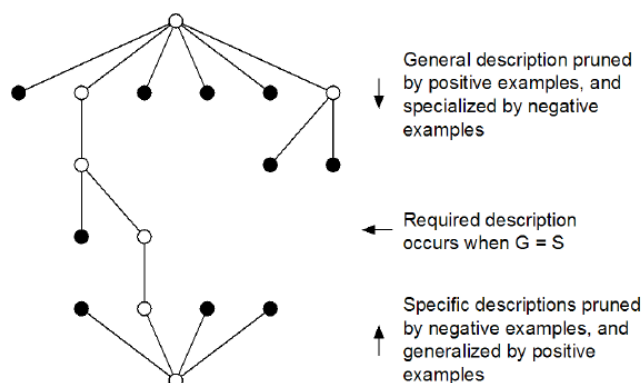 General description pruned
by positive examples, and
specialized by negative
examples
Required description
occurs when G = S
Specific descriptions pruned
by negative examples, and
generalized by positive
examples